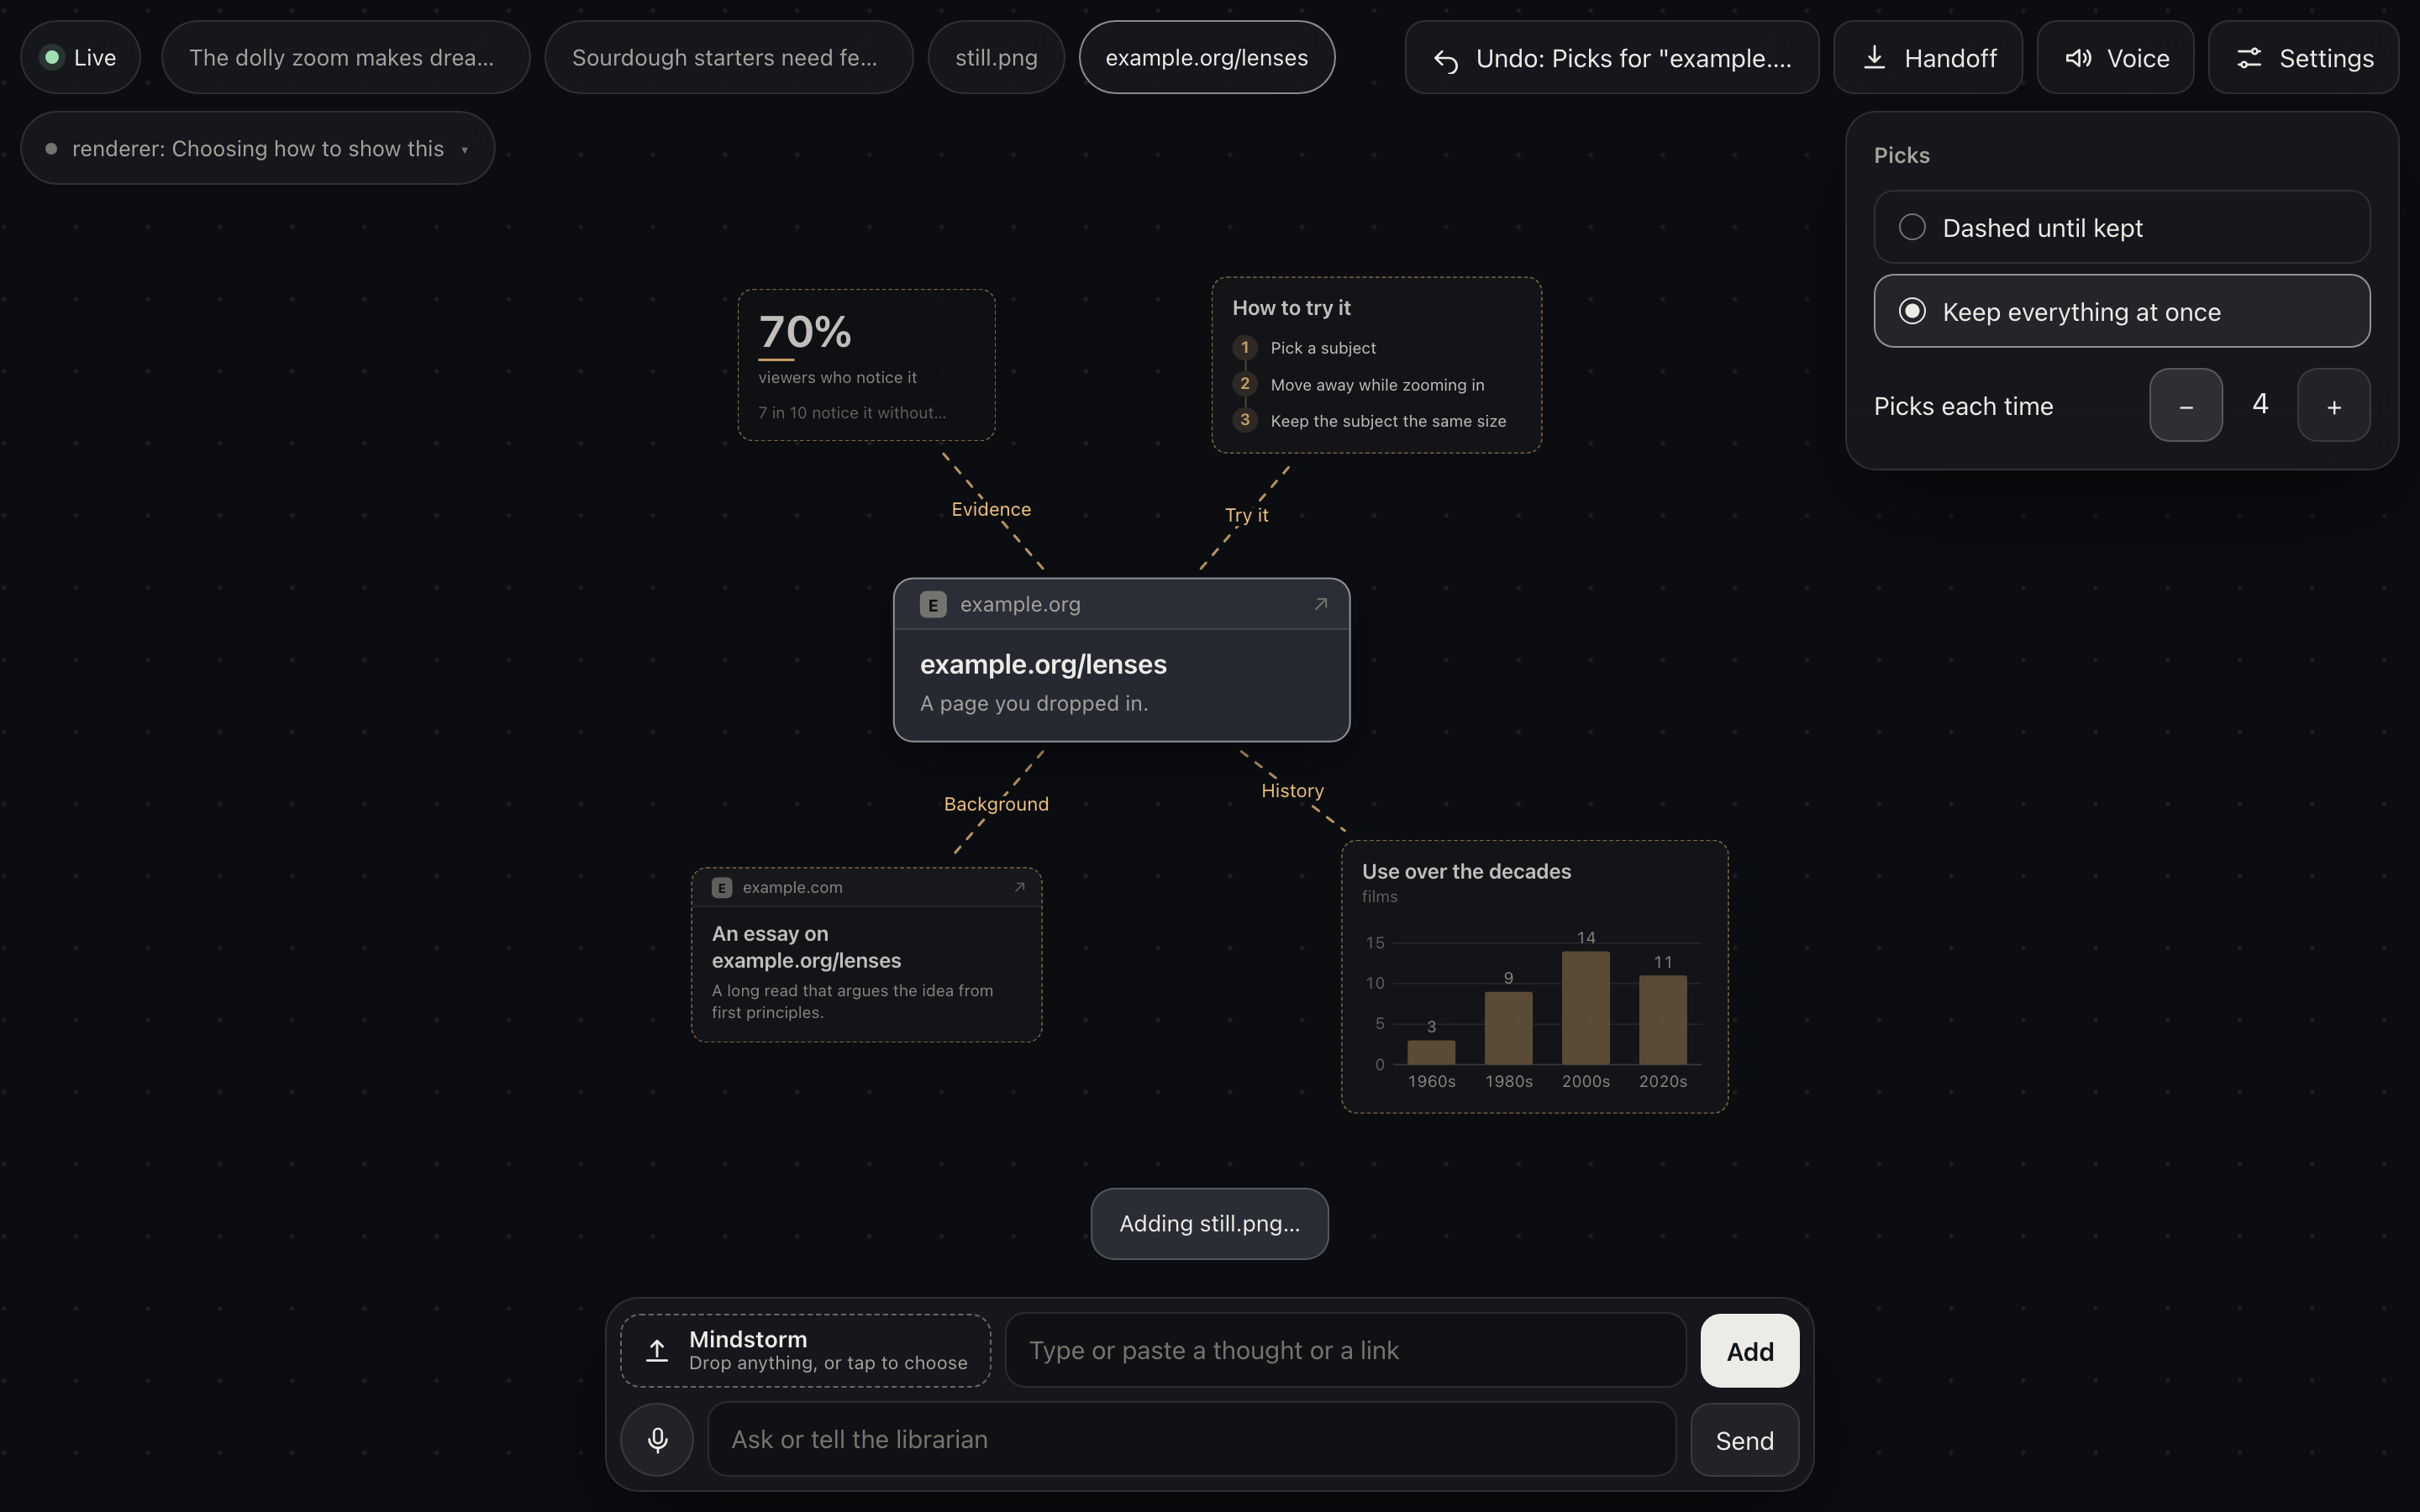 Live
The dolly zoom makes drea...
Sourdough starters need fe...
still.png
example.org/lenses
Undo: Picks for "example....
Handoff
Voice
Settings
renderer: Choosing how to show this
Picks
Dashed until kept
Keep everything at once
Picks each time
−
4
+
70%
viewers who notice it
7 in 10 notice it without...
How to try it
1 Pick a subject
2 Move away while zooming in
3 Keep the subject the same size
Evidence
Try it
E example.org
example.org/lenses
A page you dropped in.
Background
History
E example.com
An essay on
example.org/lenses
A long read that argues the idea from
first principles.
Use over the decades
films
15
10
5
0
3
9
14
11
1960s 1980s 2000s 2020s
Adding still.png...
Mindstorm
Drop anything, or tap to choose
Type or paste a thought or a link
Add
Ask or tell the librarian
Send